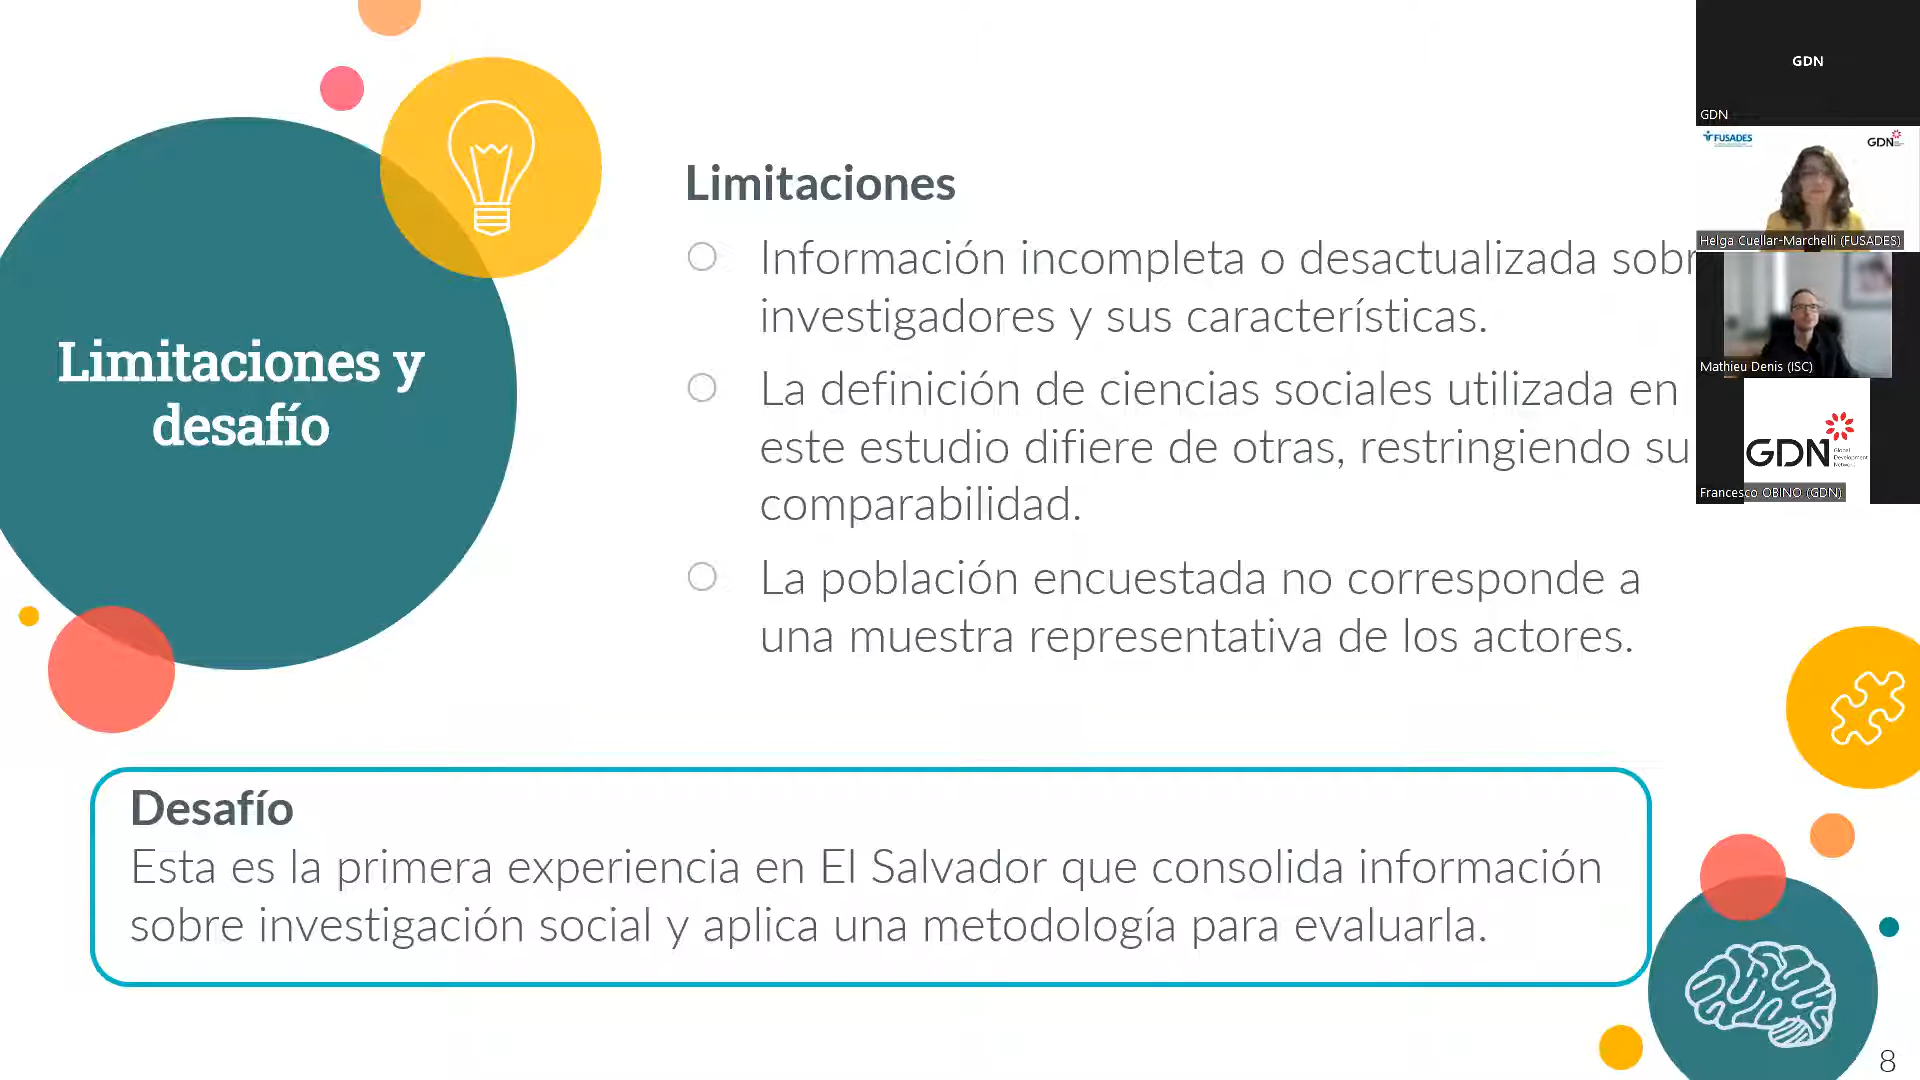 Limitaciones y
desafío
Limitaciones
Información incompleta o desactualizada
investigadores y sus características.
La definición de ciencias sociales utilizada en
este estudio difiere de otras, restringiendo su
comparabilidad.
La población encuestada no corresponde a
una muestra representativa de los actores.
Desafío
Esta es la primera experiencia en El Salvador que consolida información
sobre investigación social y aplica una metodología para evaluarla.
8
GDN
GDN
FUSADES
GDN
Helga Cuellar-Marchelli (FUSADES)
Mathieu Denis (ISC)
GDN
Global
Development
Network
Francesco OBINO (GDN)